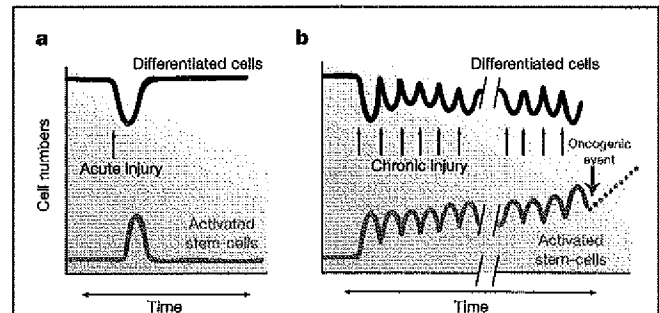 a
b
Differentiated cells
Differentiated cells
Cell numbers
Acute injury
Chronic injury
Oncogenic
event
Activated
stem-cells
Activated
stem-cells
Time
Time